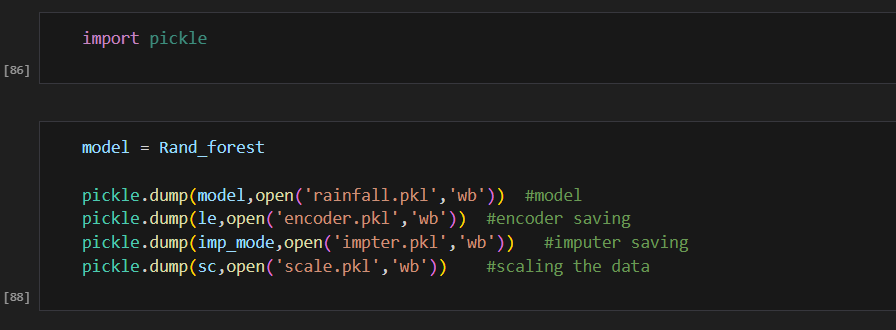 import pickle
[86]
model = Rand_forest
pickle.dump(model,open('rainfall.pkl','wb'))  #model
pickle.dump(le,open('encoder.pkl','wb'))  #encoder saving
pickle.dump(imp_mode,open('impter.pkl','wb'))   #imputer saving
pickle.dump(sc,open('scale.pkl','wb'))    #scaling the data
[88]